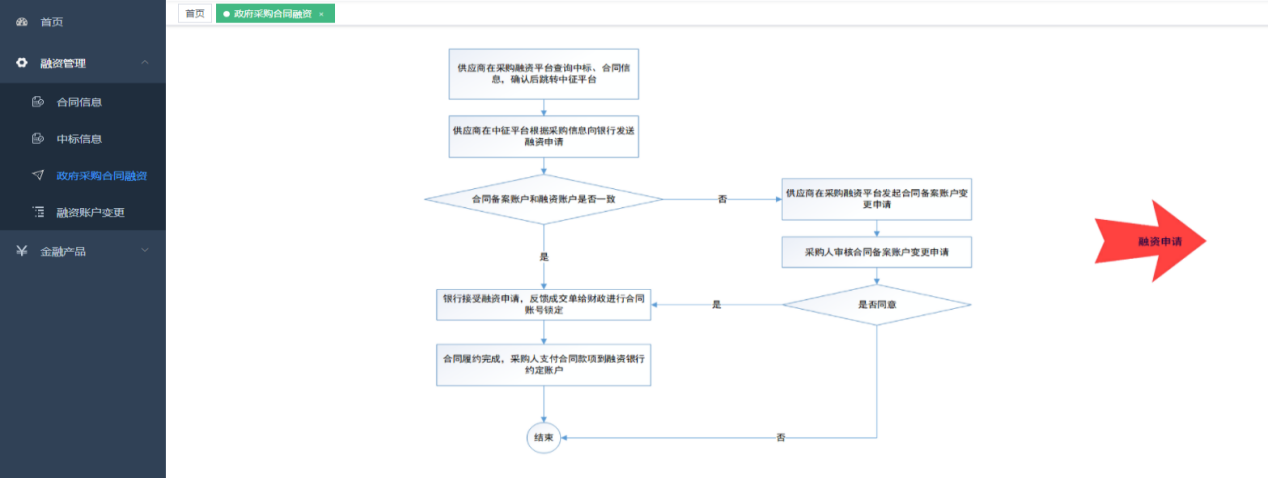 首页
融资管理
合同信息
中标信息
政府采购合同融资
融资账户变更
金融产品
首页
政府采购合同融资 ×
供应商在采购融资平台查询中标、合同信
息，确认后跳转中征平台
供应商在中征平台根据采购信息向银行发送
融资申请
合同备案账户和融资账户是否一致
否
供应商在采购融资平台发起合同备案账户变
更申请
融资申请
采购人审核合同备案账户变更申请
是
银行接受融资申请，反馈成交单给财政进行合同
账号锁定
是
是否同意
合同履约完成，采购人支付合同款项到融资银行
约定账户
结束
否